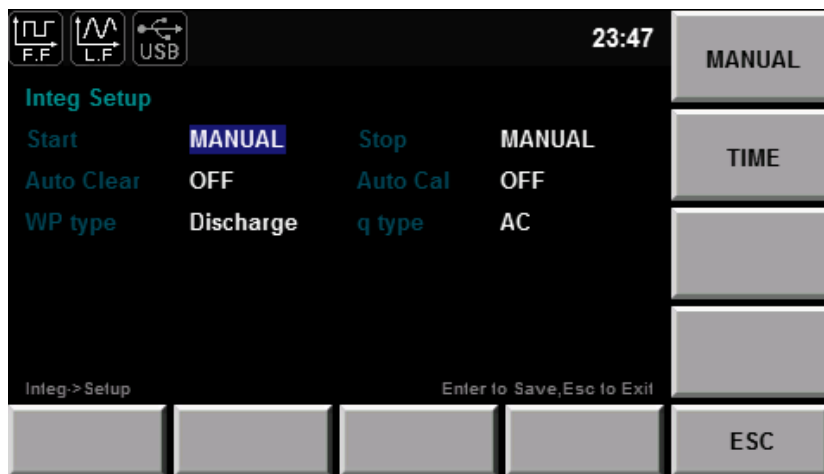 F.F L.F USB 23:47 MANUAL
Integ Setup
Start MANUAL Stop MANUAL
TIME
Auto Clear OFF Auto Cal OFF
WP type Discharge q type AC
Integ->Setup Enter to Save,Esc to Exit
ESC